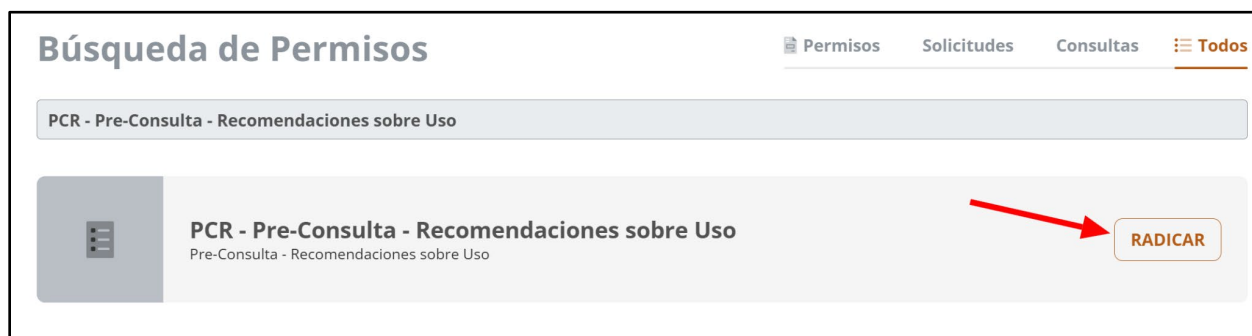 Búsqueda de Permisos
Permisos
Solicitudes
Consultas
Todos
PCR - Pre-Consulta - Recomendaciones sobre Uso
PCR - Pre-Consulta - Recomendaciones sobre Uso
Pre-Consulta - Recomendaciones sobre Uso
RADICAR